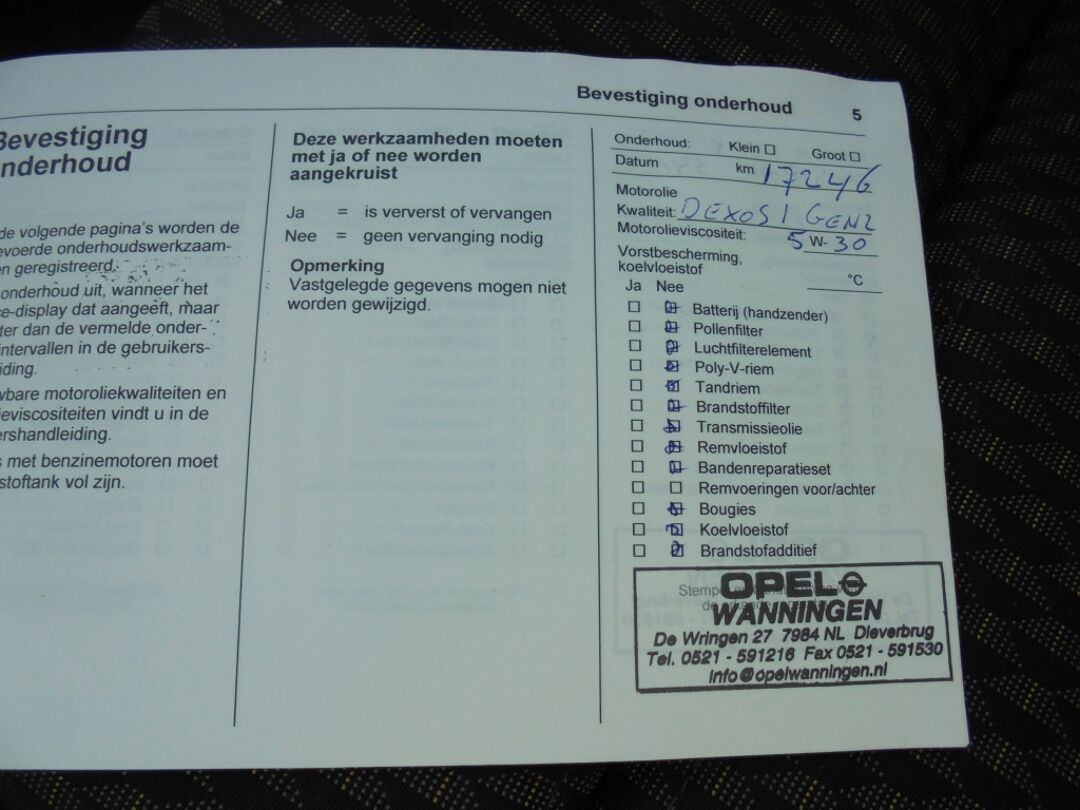 Bevestiging onderhoud 5
Bevestiging
onderhoud
de volgende pagina's worden de
evoerde onderhoudswerkzaam-
en geregistreerd.
onderhoud uit, wanneer het
ce-display dat aangeeft, maar
ter dan de vermelde onder-
intervallen in de gebruikers-
iding.
wbare motoroliekwaliteiten en
lieviscositeiten vindt u in de
ershandleiding.
s met benzinemotoren moet
stoftank vol zijn.
Deze werkzaamheden moeten
met ja of nee worden
aangekruist
Ja = is ververst of vervangen
Nee = geen vervanging nodig
Opmerking
Vastgelegde gegevens mogen niet
worden gewijzigd.
Onderhoud: Klein ☐ Groot ☐
Datum km 17246
Motorolie
Kwaliteit: DEXOS 1 GEN2
Motorolieviscositeit: 5 W- 30
Vorstbescherming,
koelvloeistof °C
Ja Nee
Batterij (handzender)
Pollenfilter
Luchtfilterelement
Poly-V-riem
Tandriem
Brandstoffilter
Transmissieolie
Remvloeistof
Bandenreparatieset
Remvoeringen voor/achter
Bougies
Koelvloeistof
Brandstofadditief
OPEL
WANNINGEN
De Wringen 27 7984 NL Dieverbrug
Tel. 0521 - 591216 Fax 0521 - 591530
info@opelwanningen.nl